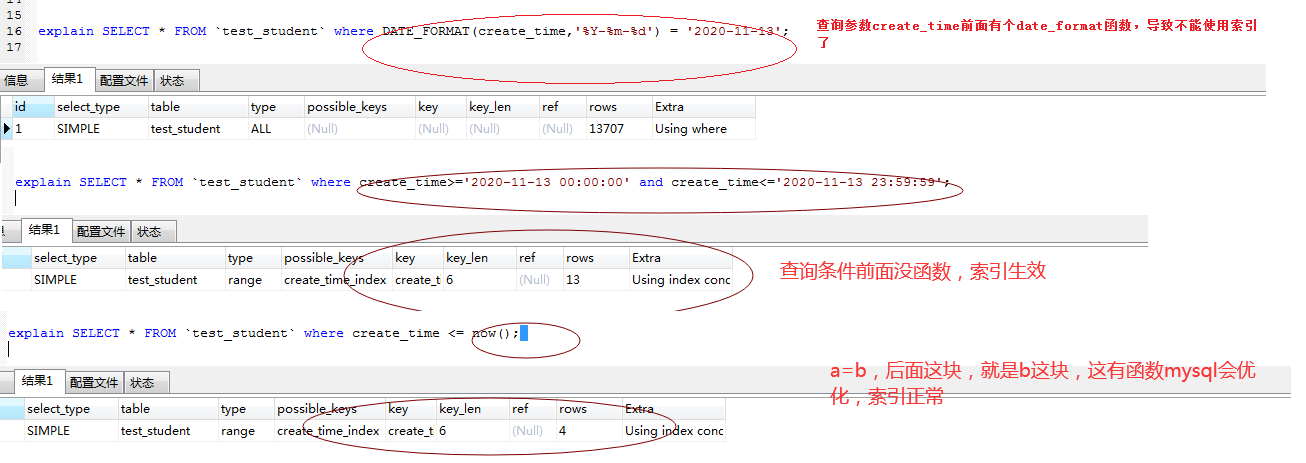 15
16 explain SELECT * FROM `test_student` where DATE_FORMAT(create_time,'%Y-%m-%d') = '2020-11-13';
17
查询参数create_time前面有个date_format函数，导致不能使用索引
了
信息 结果1 配置文件 状态
id select_type table type possible_keys key key_len ref rows Extra
1 SIMPLE test_student ALL (Null) (Null) (Null) (Null) 13707 Using where
explain SELECT * FROM `test_student` where create_time>='2020-11-13 00:00:00' and create_time<='2020-11-13 23:59:59';
结果1 配置文件 状态
select_type table type possible_keys key key_len ref rows Extra
SIMPLE test_student range create_time_index create_t 6 (Null) 13 Using index conc
查询条件前面没函数，索引生效
explain SELECT * FROM `test_student` where create_time <= now();
结果1 配置文件 状态
select_type table type possible_keys key key_len ref rows Extra
SIMPLE test_student range create_time_index create_t 6 (Null) 4 Using index conc
a=b，后面这块，就是b这块，这有函数mysql会优
化，索引正常